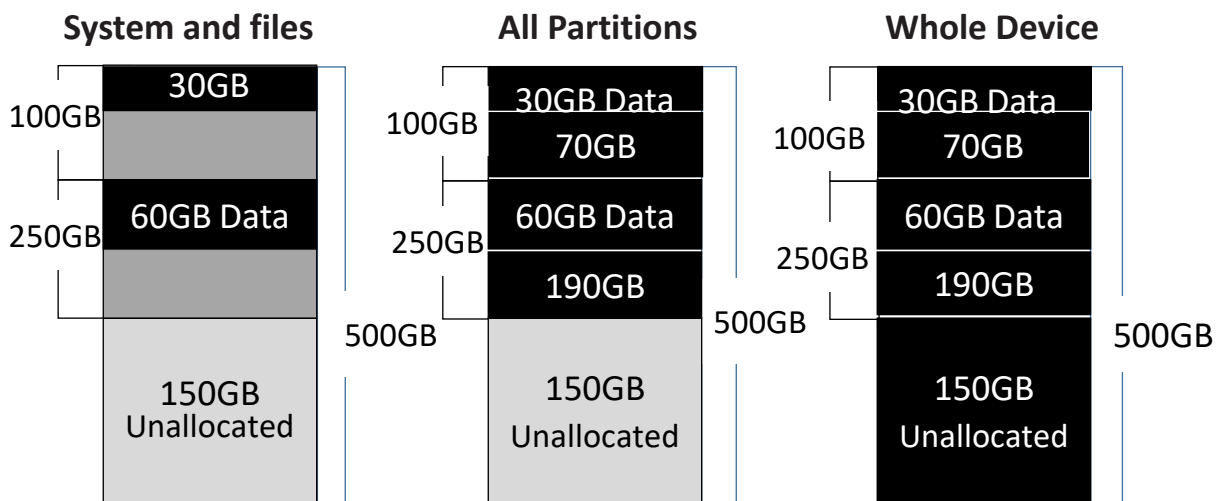 System and files
All Partitions
Whole Device
30GB
100GB
60GB Data
250GB
500GB
150GB
Unallocated
30GB Data
100GB
70GB
60GB Data
250GB
190GB
500GB
150GB
Unallocated
30GB Data
100GB
70GB
60GB Data
250GB
190GB
500GB
150GB
Unallocated